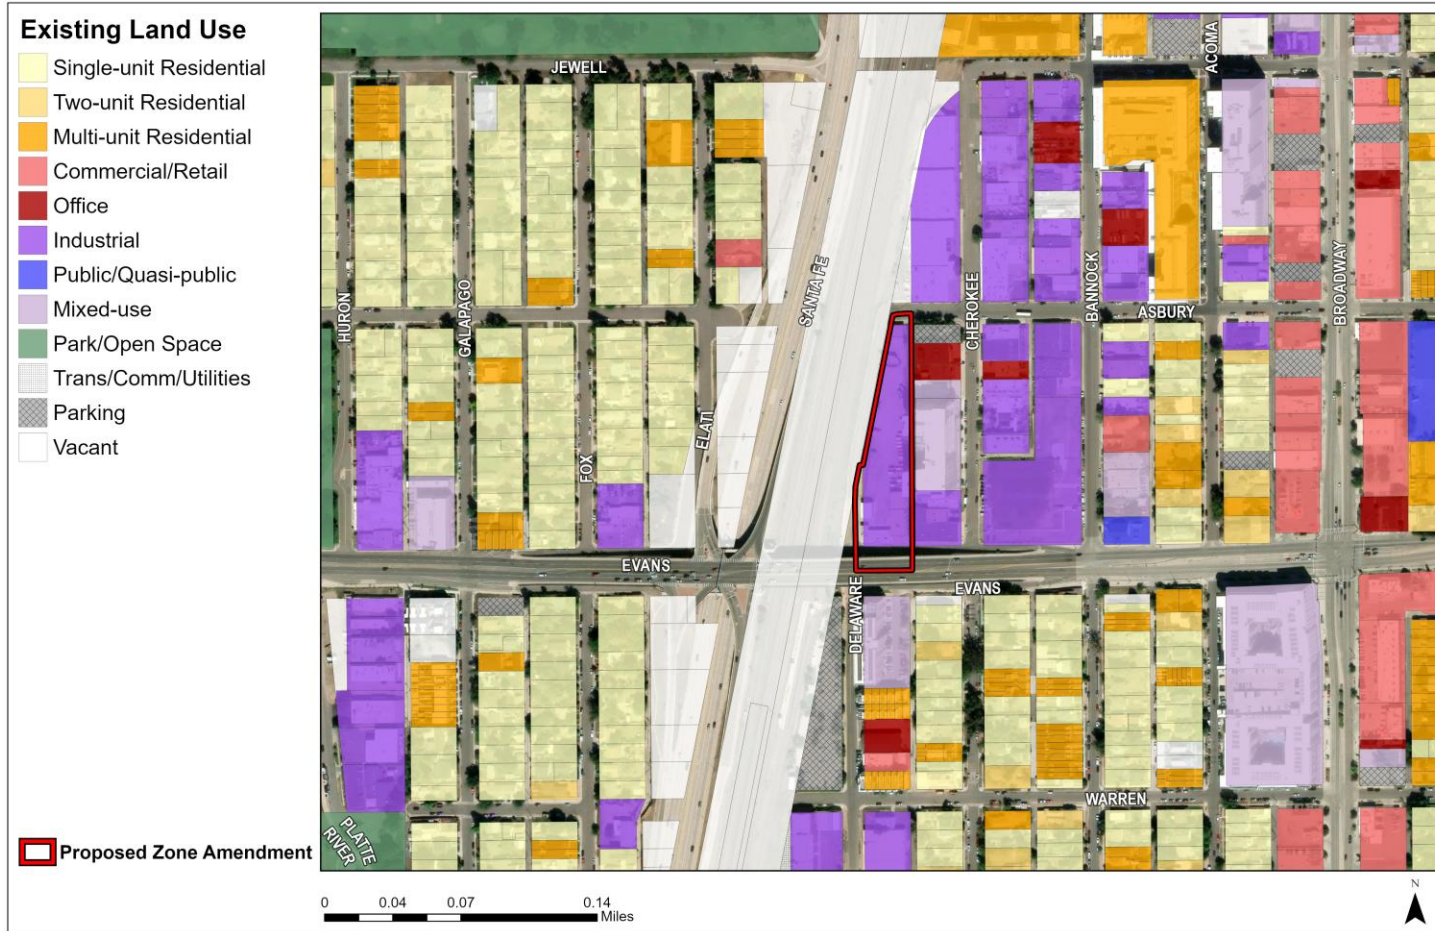 Existing Land Use
Single-unit Residential
Two-unit Residential
Multi-unit Residential
Commercial/Retail
Office
Industrial
Public/Quasi-public
Mixed-use
Park/Open Space
Trans/Comm/Utilities
Parking
Vacant
Proposed Zone Amendment
JEWELL
ACOMA
HURON
GALAPAGO
SANTA FE
CHEROKEE
BANNOCK
ASBURY
BROADWAY
FOX
ELATI
EVANS
DELAWARE
EVANS
WARREN
PLATTE
RIVER
0 0.04 0.07 0.14
Miles
N